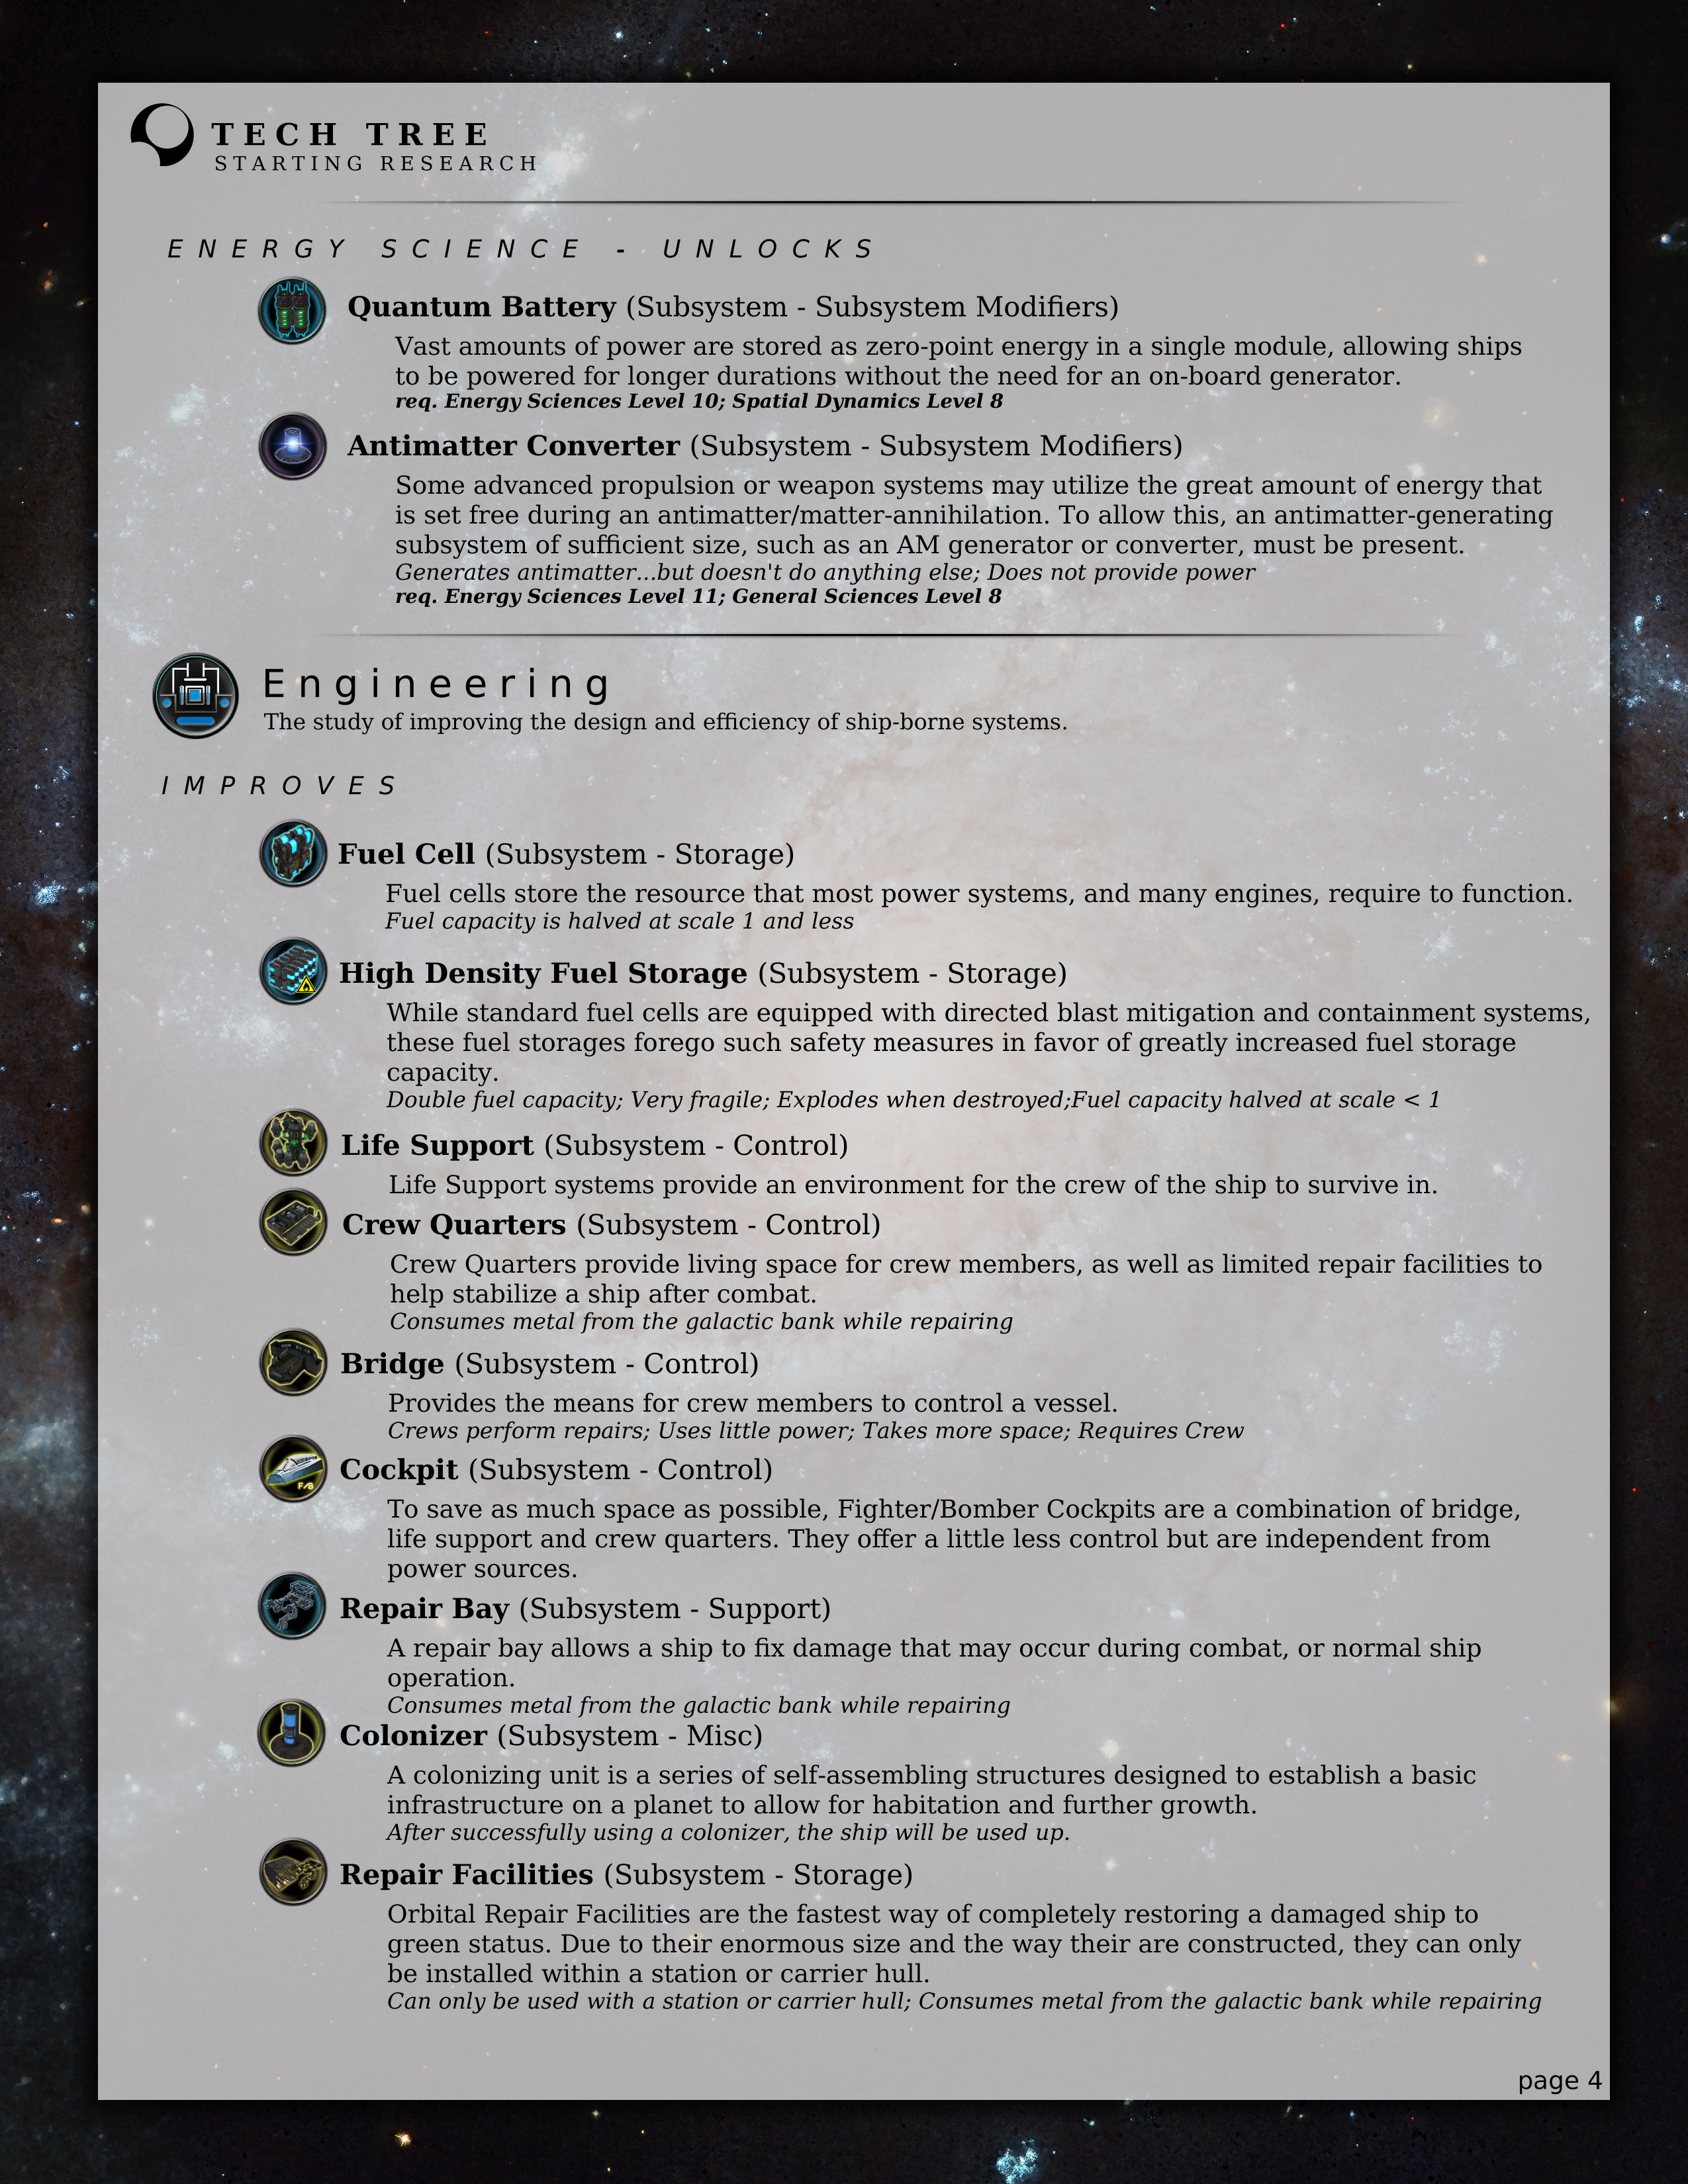 TECH TREE
STARTING RESEARCH
ENERGY SCIENCE - UNLOCKS
Quantum Battery (Subsystem - Subsystem Modifiers)
Vast amounts of power are stored as zero-point energy in a single module, allowing ships
to be powered for longer durations without the need for an on-board generator.
req. Energy Sciences Level 10; Spatial Dynamics Level 8
Antimatter Converter (Subsystem - Subsystem Modifiers)
Some advanced propulsion or weapon systems may utilize the great amount of energy that
is set free during an antimatter/matter-annihilation. To allow this, an antimatter-generating
subsystem of sufficient size, such as an AM generator or converter, must be present.
Generates antimatter...but doesn't do anything else; Does not provide power
req. Energy Sciences Level 11; General Sciences Level 8
Engineering
The study of improving the design and efficiency of ship-borne systems.
IMPROVES
Fuel Cell (Subsystem - Storage)
Fuel cells store the resource that most power systems, and many engines, require to function.
Fuel capacity is halved at scale 1 and less
High Density Fuel Storage (Subsystem - Storage)
While standard fuel cells are equipped with directed blast mitigation and containment systems,
these fuel storages forego such safety measures in favor of greatly increased fuel storage
capacity.
Double fuel capacity; Very fragile; Explodes when destroyed;Fuel capacity halved at scale < 1
Life Support (Subsystem - Control)
Life Support systems provide an environment for the crew of the ship to survive in.
Crew Quarters (Subsystem - Control)
Crew Quarters provide living space for crew members, as well as limited repair facilities to
help stabilize a ship after combat.
Consumes metal from the galactic bank while repairing
Bridge (Subsystem - Control)
Provides the means for crew members to control a vessel.
Crews perform repairs; Uses little power; Takes more space; Requires Crew
F/B
Cockpit (Subsystem - Control)
To save as much space as possible, Fighter/Bomber Cockpits are a combination of bridge,
life support and crew quarters. They offer a little less control but are independent from
power sources.
Repair Bay (Subsystem - Support)
A repair bay allows a ship to fix damage that may occur during combat, or normal ship
operation.
Consumes metal from the galactic bank while repairing
Colonizer (Subsystem - Misc)
A colonizing unit is a series of self-assembling structures designed to establish a basic
infrastructure on a planet to allow for habitation and further growth.
After successfully using a colonizer, the ship will be used up.
Repair Facilities (Subsystem - Storage)
Orbital Repair Facilities are the fastest way of completely restoring a damaged ship to
green status. Due to their enormous size and the way their are constructed, they can only
be installed within a station or carrier hull.
Can only be used with a station or carrier hull; Consumes metal from the galactic bank while repairing
page 4